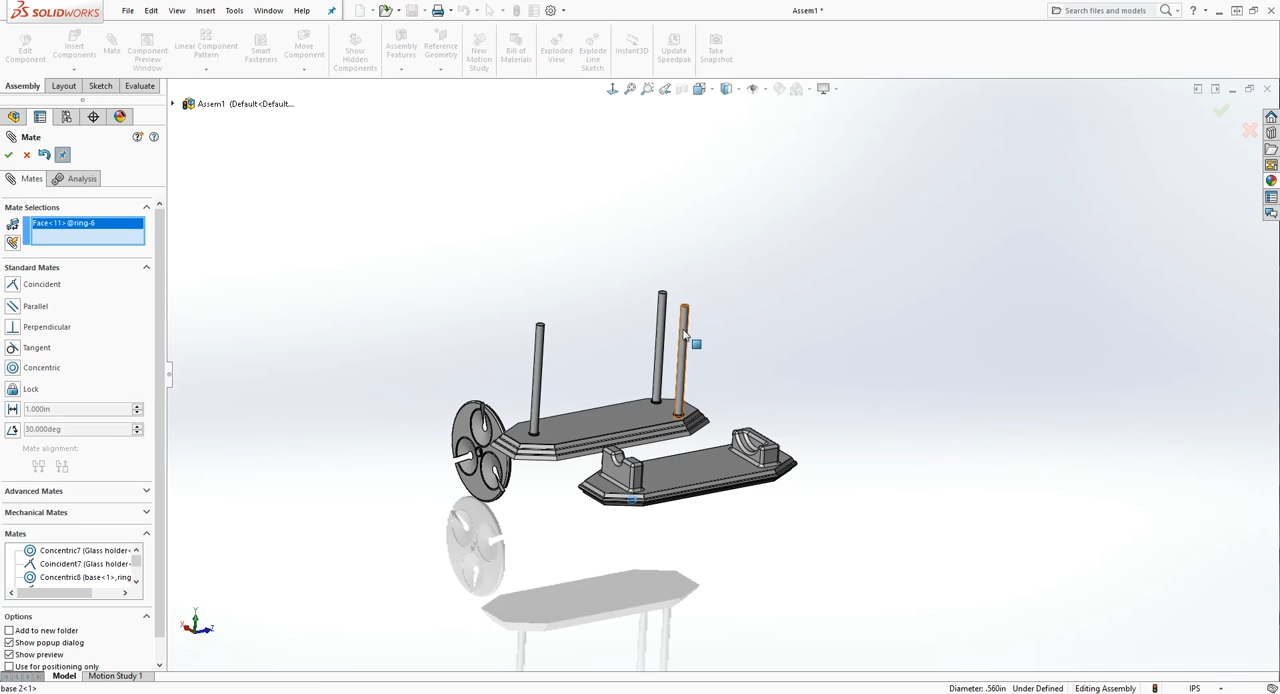 SOLIDWORKS
File Edit View Insert Tools Window Help
Assem1 *
Search files and models
Edit Component
Insert Components
Mate
Component Preview Window
Linear Component Pattern
Smart Fasteners
Move Component
Show Hidden Components
Assembly Features
Reference Geometry
New Motion Study
Bill of Materials
Exploded View
Explode Line Sketch
Instant3D
Update Speedpak
Take Snapshot
Assembly Layout Sketch Evaluate
Assem1 (Default<Default...
Mate
Mates Analysis
Mate Selections
Face<11>@ring-6
Standard Mates
Coincident
Parallel
Perpendicular
Tangent
Concentric
Lock
1.000in
30.000deg
Mate alignment:
Advanced Mates
Mechanical Mates
Mates
Concentric7 (Glass holder-
Coincident7 (Glass holder-
Concentric8 (base<1>,ring
Options
Add to new folder
Show popup dialog
Show preview
Use for positioning only
Y
X
Z
Model Motion Study 1
base 2<1>
Diameter: .560in Under Defined Editing Assembly IPS